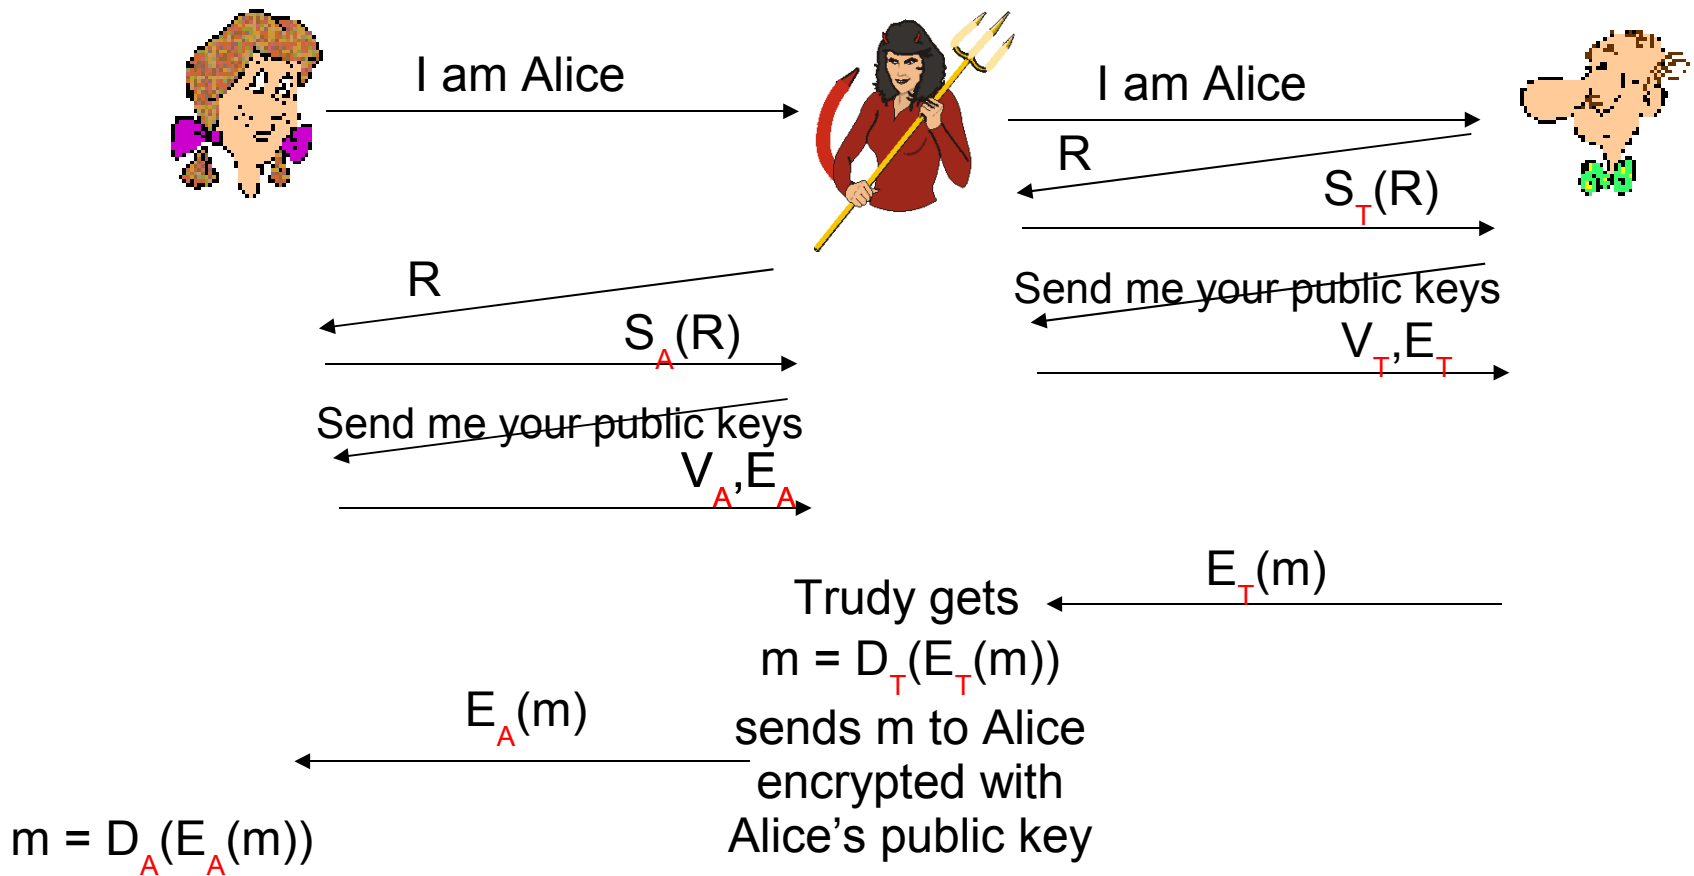 I am Alice
I am Alice
R
S_T(R)
R
Send me your public keys
S_A(R)
V_T,E_T
Send me your public keys
V_A,E_A
E_T(m)
Trudy gets
m = D_T(E_T(m))
E_A(m)
sends m to Alice
encrypted with
Alice’s public key
m = D_A(E_A(m))